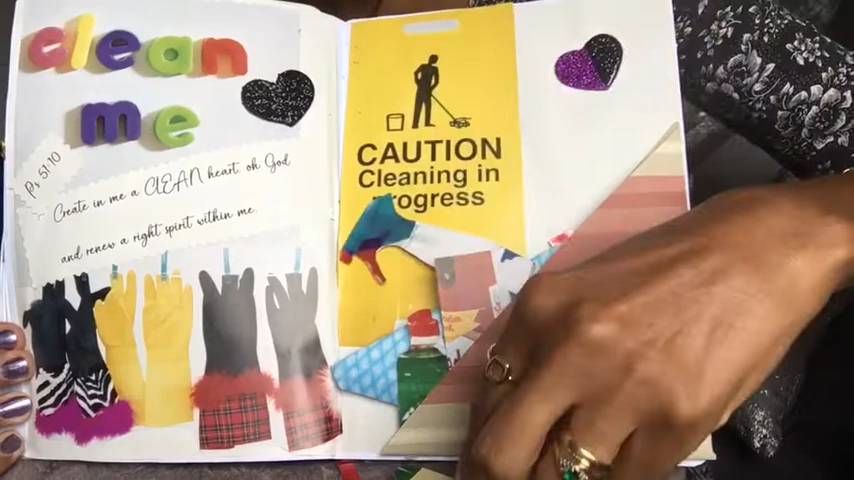 clean
me
Ps 51:10
Create in me a CLEAN heart, oh God
and renew a right spirit within me.
CAUTION
Cleaning in
Progress